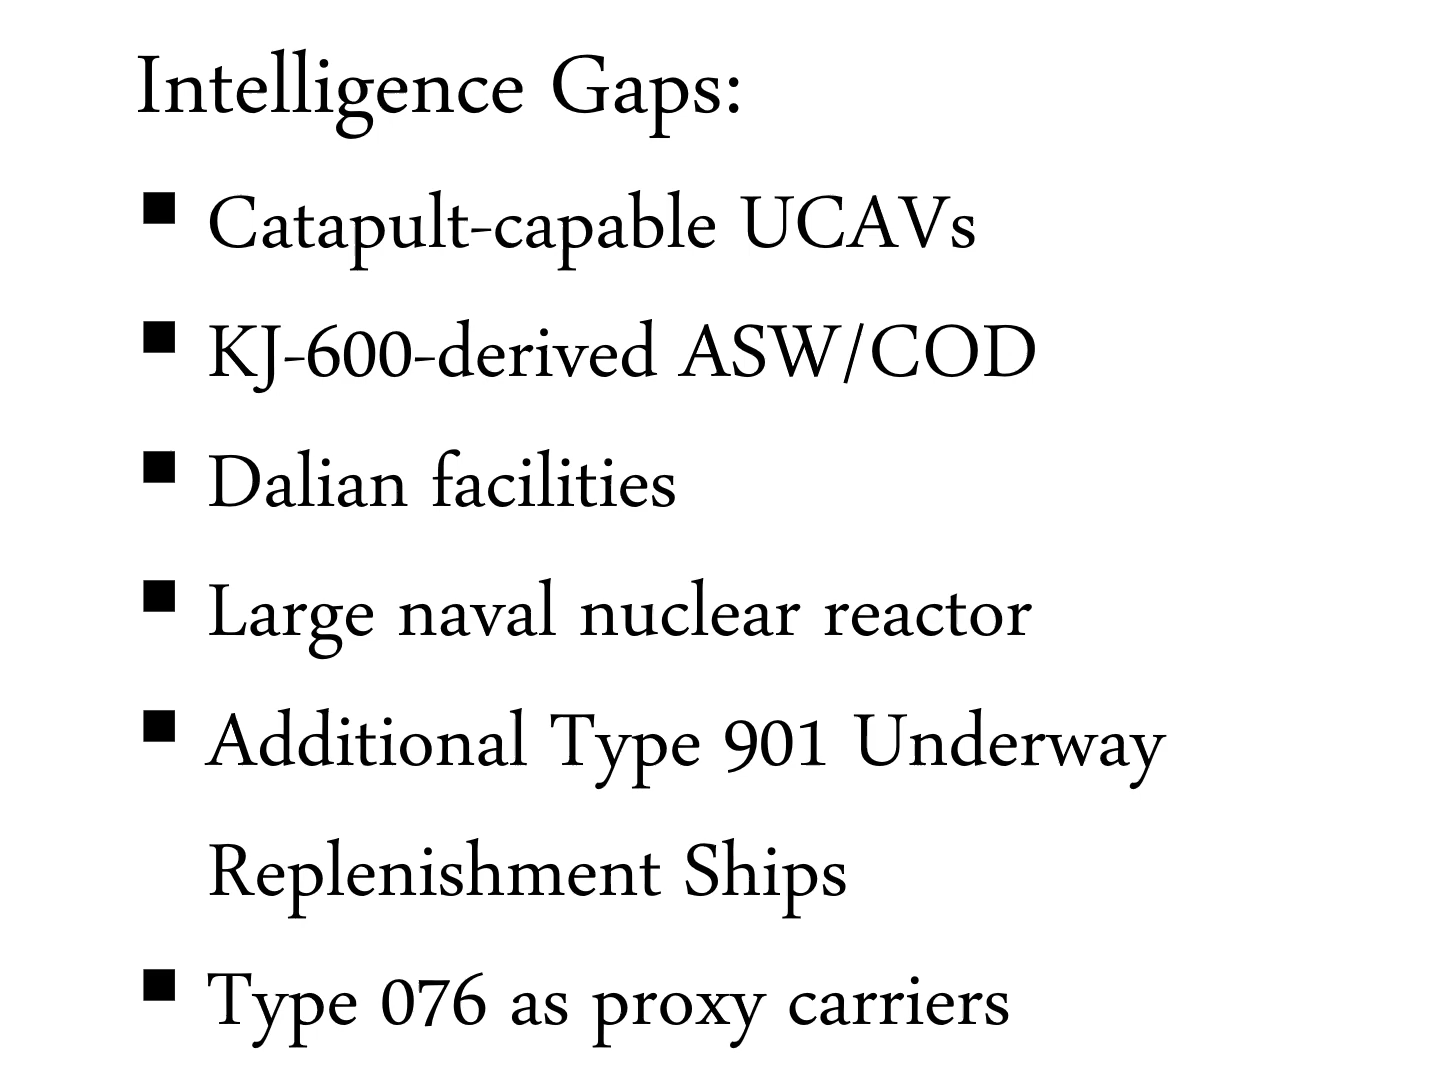 Intelligence Gaps:
▪ Catapult-capable UCAVs
▪ KJ-600-derived ASW/COD
▪ Dalian facilities
▪ Large naval nuclear reactor
▪ Additional Type 901 Underway
Replenishment Ships
▪ Type 076 as proxy carriers